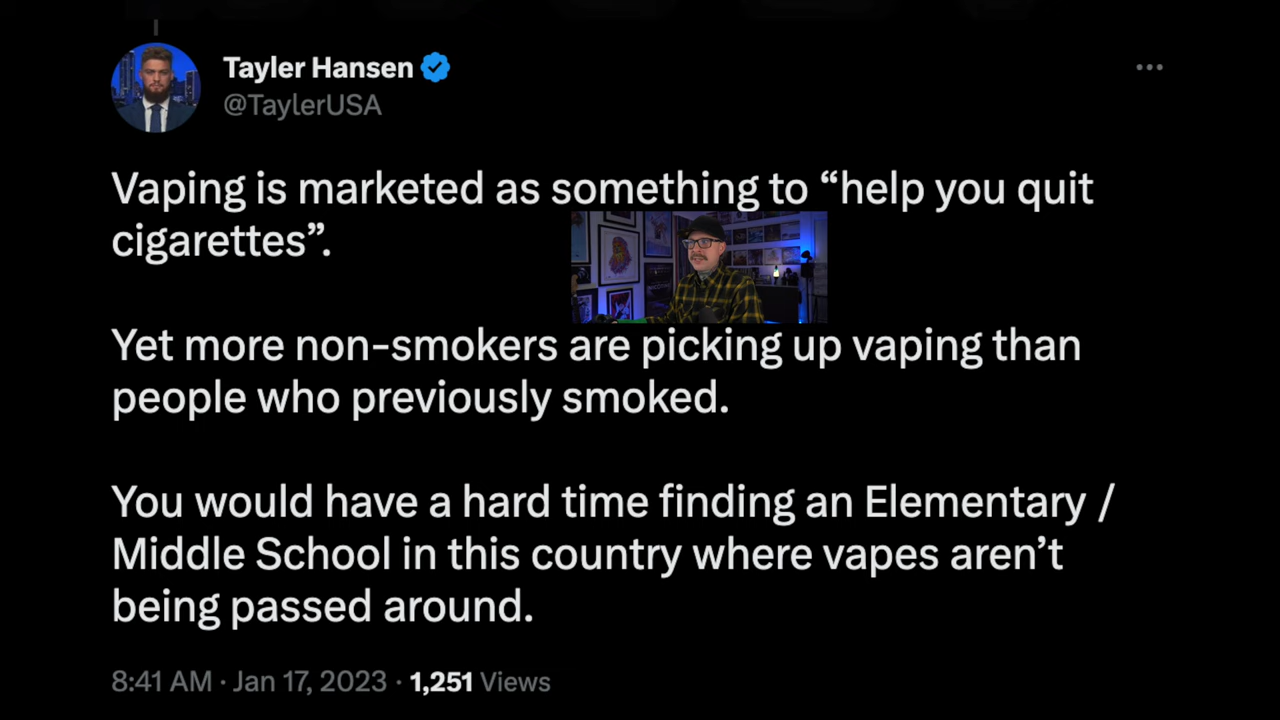 Tayler Hansen
@TaylerUSA
Vaping is marketed as something to “help you quit
cigarettes”.
Yet more non-smokers are picking up vaping than
people who previously smoked.
You would have a hard time finding an Elementary /
Middle School in this country where vapes aren’t
being passed around.
8:41 AM · Jan 17, 2023 · 1,251 Views